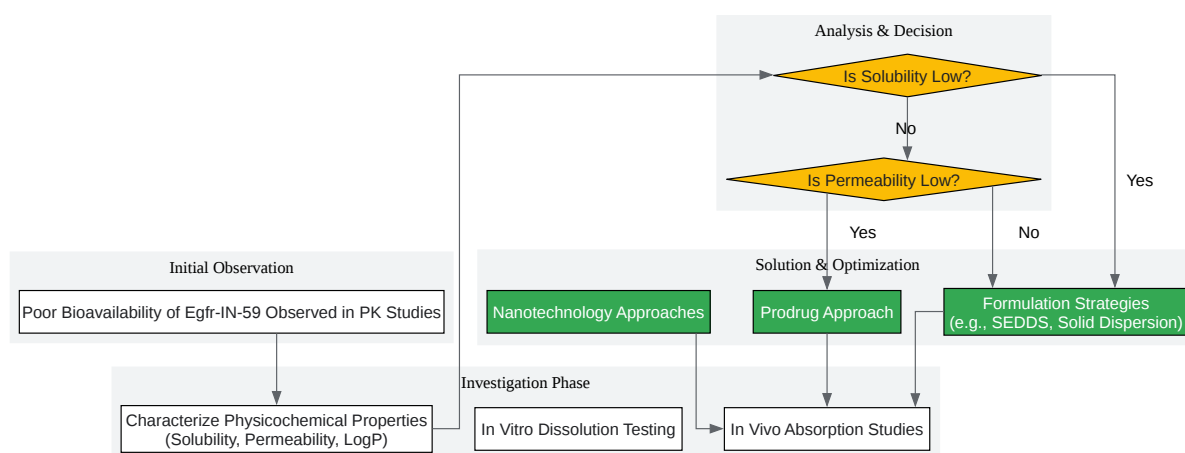 Analysis & Decision
Is Solubility Low?
No
Is Permeability Low?
Yes
Yes
No
Initial Observation
Solution & Optimization
Poor Bioavailability of Egfr-IN-59 Observed in PK Studies
Nanotechnology Approaches
Prodrug Approach
Formulation Strategies
(e.g., SEDDS, Solid Dispersion)
Investigation Phase
Characterize Physicochemical Properties
(Solubility, Permeability, LogP)
In Vitro Dissolution Testing
In Vivo Absorption Studies